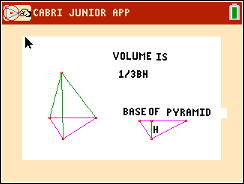 CABRI JUNIOR APP
VOLUME IS
1/3BH
BASE OF PYRAMID
H